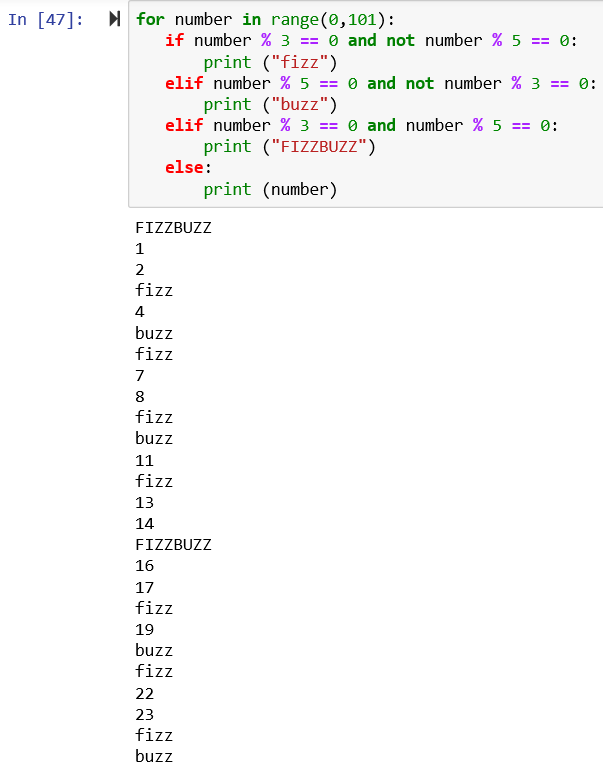 In [47]:
for number in range(0,101):
   if number % 3 == 0 and not number % 5 == 0:
       print ("fizz")
   elif number % 5 == 0 and not number % 3 == 0:
       print ("buzz")
   elif number % 3 == 0 and number % 5 == 0:
       print ("FIZZBUZZ")
   else:
       print (number)
FIZZBUZZ
1
2
fizz
4
buzz
fizz
7
8
fizz
buzz
11
fizz
13
14
FIZZBUZZ
16
17
fizz
19
buzz
fizz
22
23
fizz
buzz